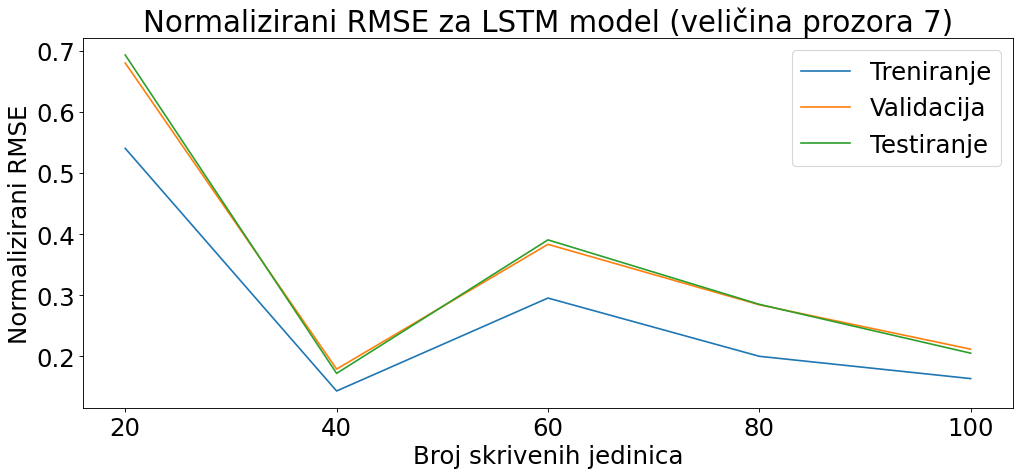 Normalizirani RMSE za LSTM model (veličina prozora 7)
Normalizirani RMSE
0.7
0.6
0.5
0.4
0.3
0.2
Treniranje
Validacija
Testiranje
20 40 60 80 100
Broj skrivenih jedinica